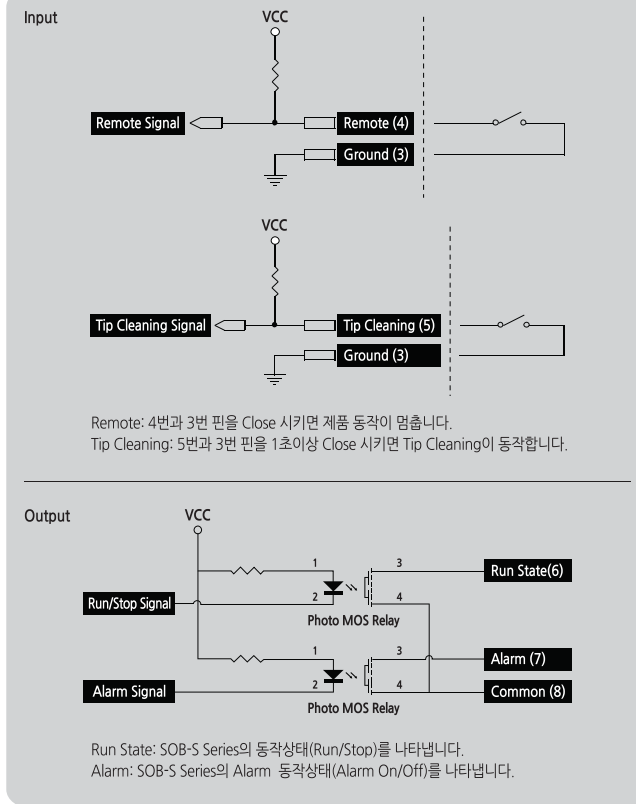 Input
VCC
Remote Signal
Remote (4)
Ground (3)
VCC
Tip Cleaning Signal
Tip Cleaning (5)
Ground (3)
Remote: 4번과 3번 핀을 Close 시키면 제품 동작이 멈춥니다.
Tip Cleaning: 5번과 3번 핀을 1초이상 Close 시키면 Tip Cleaning이 동작합니다.
Output
VCC
1
3
Run State(6)
Run/Stop Signal
2
4
Photo MOS Relay
1
3
Alarm (7)
Alarm Signal
2
4
Common (8)
Photo MOS Relay
Run State: SOB-S Series의 동작상태(Run/Stop)를 나타냅니다.
Alarm: SOB-S Series의 Alarm 동작상태(Alarm On/Off)를 나타냅니다.